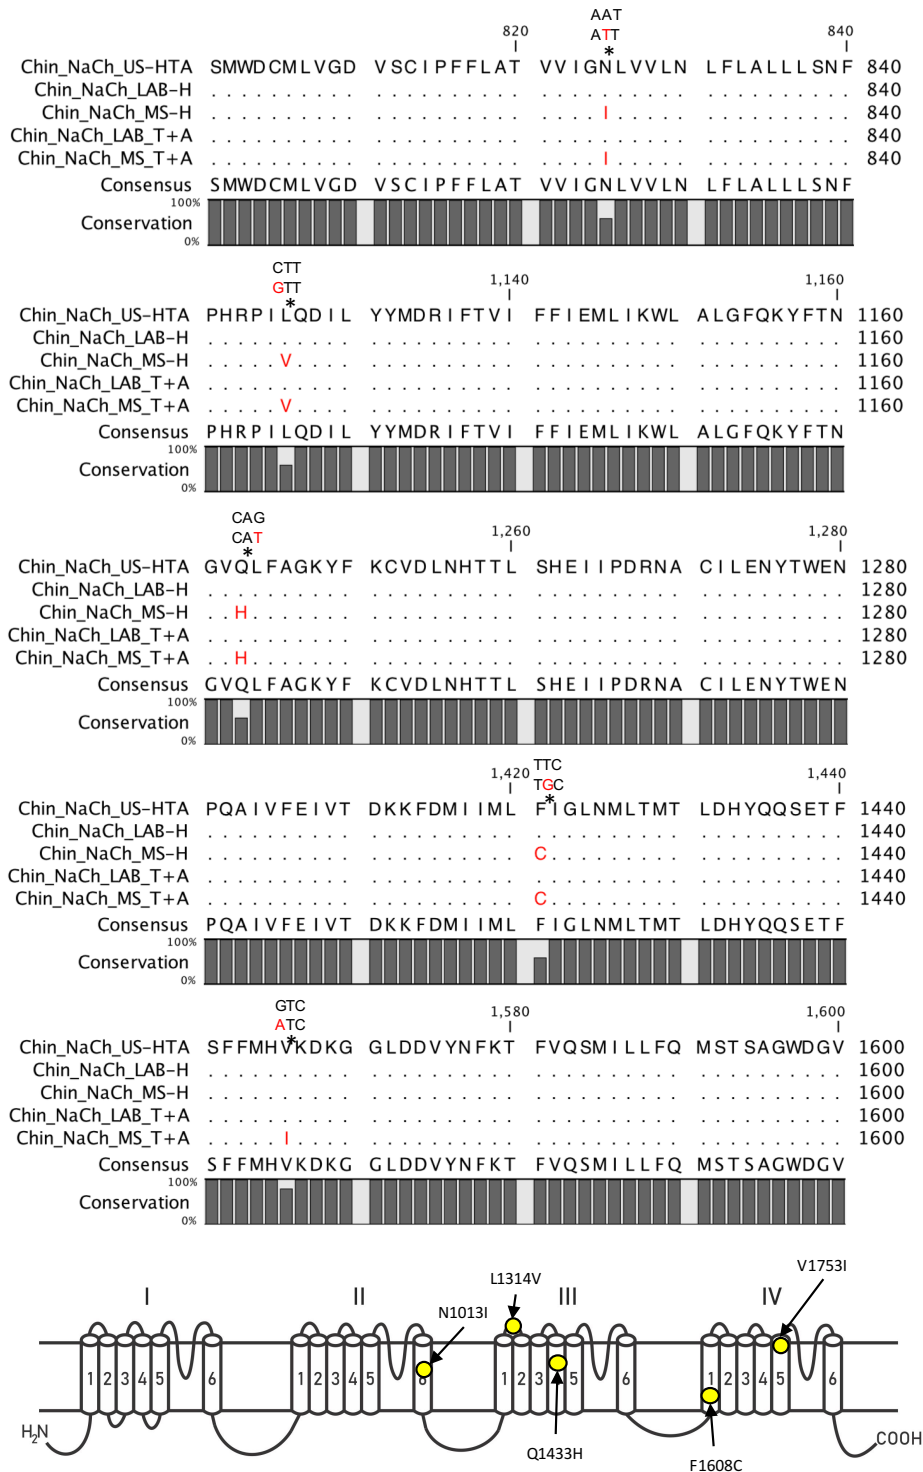 AAT
ATT
820 * 840
Chin_NaCh_US-HTA SMWDCMLVGD VSCIPFFLAT VVIGNLVVLN LFLALLLSNF 840
Chin_NaCh_LAB-H .......... .......... .......... .......... 840
Chin_NaCh_MS-H .......... .......... ....I..... .......... 840
Chin_NaCh_LAB_T+A .......... .......... .......... .......... 840
Chin_NaCh_MS_T+A .......... .......... ....I..... .......... 840
Consensus SMWDCMLVGD VSCIPFFLAT VVIGNLVVLN LFLALLLSNF
100%
Conservation
0%
CTT
GTT
* 1,140 1,160
Chin_NaCh_US-HTA PHRPILQDIL YYMDRIFTVI FFIEMLIKWL ALGFQKYFTN 1160
Chin_NaCh_LAB-H .......... .......... .......... .......... 1160
Chin_NaCh_MS-H .....V.... .......... .......... .......... 1160
Chin_NaCh_LAB_T+A .......... .......... .......... .......... 1160
Chin_NaCh_MS_T+A .....V.... .......... .......... .......... 1160
Consensus PHRPILQDIL YYMDRIFTVI FFIEMLIKWL ALGFQKYFTN
100%
Conservation
0%
CAG
CAT
* 1,260 1,280
Chin_NaCh_US-HTA GVQLFAGKYF KCVDLNHTTL SHEIIPDRNA CILENYTWEN 1280
Chin_NaCh_LAB-H .......... .......... .......... .......... 1280
Chin_NaCh_MS-H ..H....... .......... .......... .......... 1280
Chin_NaCh_LAB_T+A .......... .......... .......... .......... 1280
Chin_NaCh_MS_T+A ..H....... .......... .......... .......... 1280
Consensus GVQLFAGKYF KCVDLNHTTL SHEIIPDRNA CILENYTWEN
100%
Conservation
0%
TTC
TGC
1,420 * 1,440
Chin_NaCh_US-HTA PQAIVFEIVT DKKFDMIIML FIGLNMLTMT LDHYQQSETF 1440
Chin_NaCh_LAB-H .......... .......... .......... .......... 1440
Chin_NaCh_MS-H .......... .......... C......... .......... 1440
Chin_NaCh_LAB_T+A .......... .......... .......... .......... 1440
Chin_NaCh_MS_T+A .......... .......... C......... .......... 1440
Consensus PQAIVFEIVT DKKFDMIIML FIGLNMLTMT LDHYQQSETF
100%
Conservation
0%
GTC
ATC
* 1,580 1,600
Chin_NaCh_US-HTA SFFMHVKDKG GLDDVYNFKT FVQSMILLFQ MSTSAGWDGV 1600
Chin_NaCh_LAB-H .......... .......... .......... .......... 1600
Chin_NaCh_MS-H .......... .......... .......... .......... 1600
Chin_NaCh_LAB_T+A .......... .......... .......... .......... 1600
Chin_NaCh_MS_T+A .....I.... .......... .......... .......... 1600
Consensus SFFMHVKDKG GLDDVYNFKT FVQSMILLFQ MSTSAGWDGV
100%
Conservation
0%
V1753I
L1314V
I II III IV
N1013I
1 2 3 4 5 6 1 2 3 4 5 6 1 2 3 5 6 1 2 3 4 5 6
H₂N COOH
Q1433H
F1608C